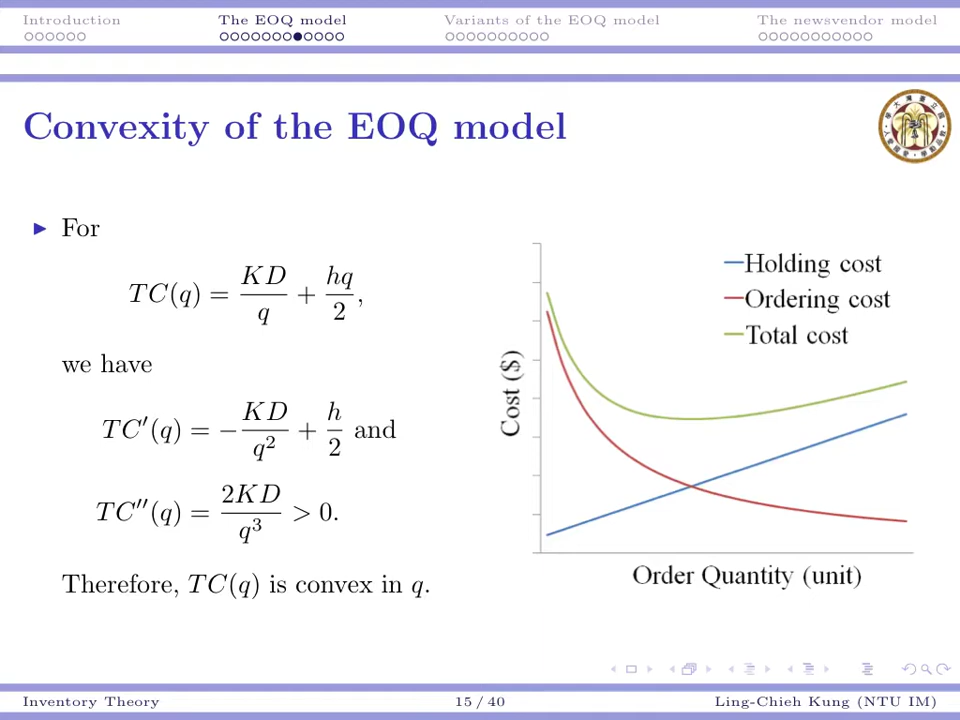 Introduction
The EOQ model
Variants of the EOQ model
The newsvendor model
Convexity of the EOQ model
▶ For
TC(q) = KD/q + hq/2,
we have
TC′(q) = −KD/q² + h/2 and
TC′′(q) = 2KD/q³ > 0.
Therefore, TC(q) is convex in q.
Holding cost
Ordering cost
Total cost
Cost ($)
Order Quantity (unit)
Inventory Theory
15 / 40
Ling-Chieh Kung (NTU IM)